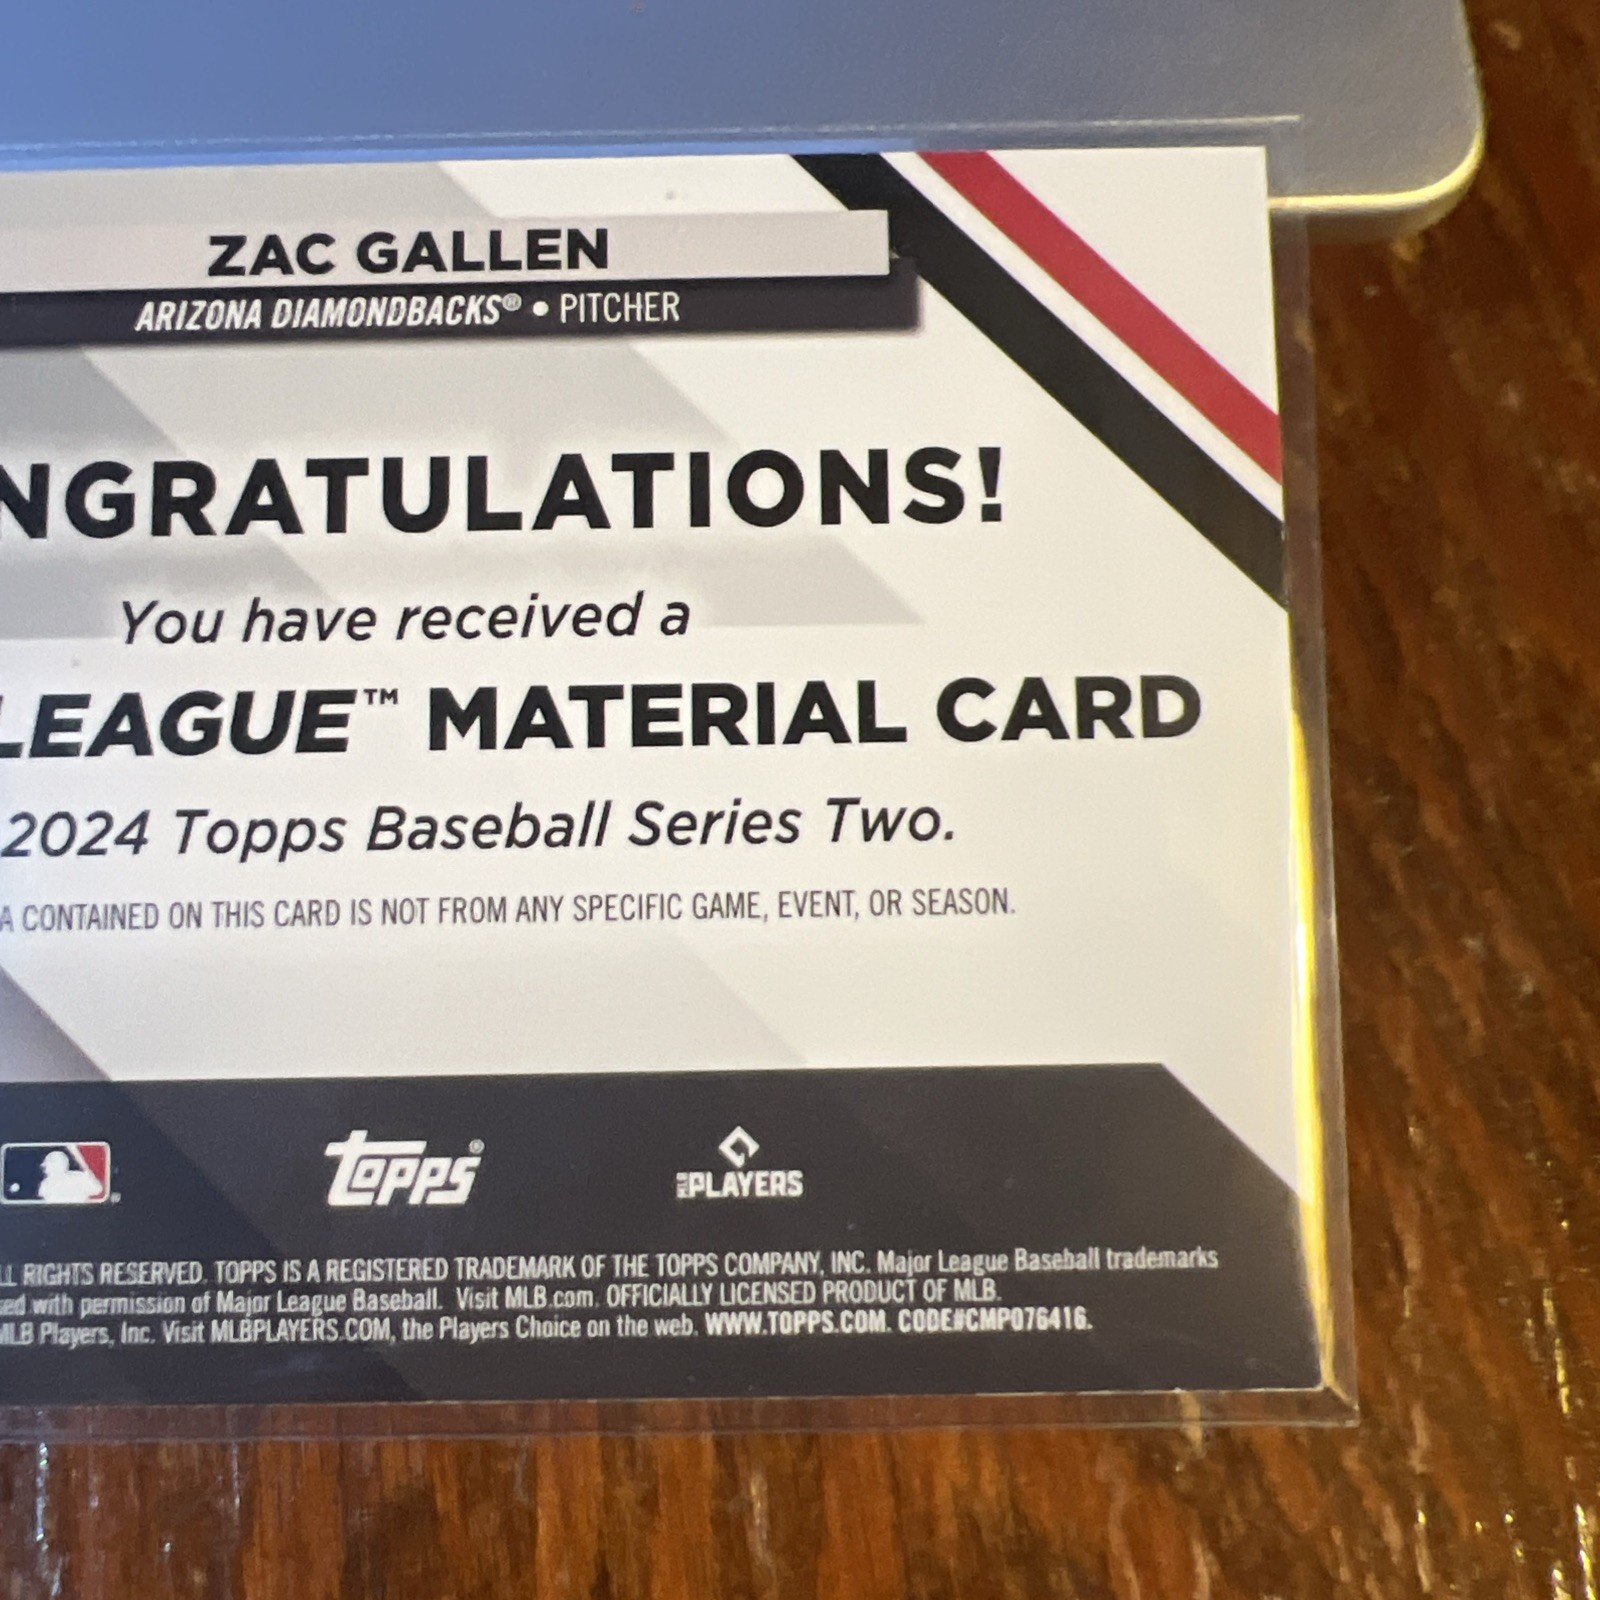 ZAC GALLEN
ARIZONA DIAMONDBACKS® • PITCHER
NGRATULATIONS!
You have received a
LEAGUE™ MATERIAL CARD
2024 Topps Baseball Series Two.
A CONTAINED ON THIS CARD IS NOT FROM ANY SPECIFIC GAME, EVENT, OR SEASON.
topps® MLB PLAYERS
LL RIGHTS RESERVED. TOPPS IS A REGISTERED TRADEMARK OF THE TOPPS COMPANY, INC. Major League Baseball trademarks
sed with permission of Major League Baseball. Visit MLB.com. OFFICIALLY LICENSED PRODUCT OF MLB.
MLB Players, Inc. Visit MLBPLAYERS.COM, the Players Choice on the web. WWW.TOPPS.COM. CODE#CMP076416.